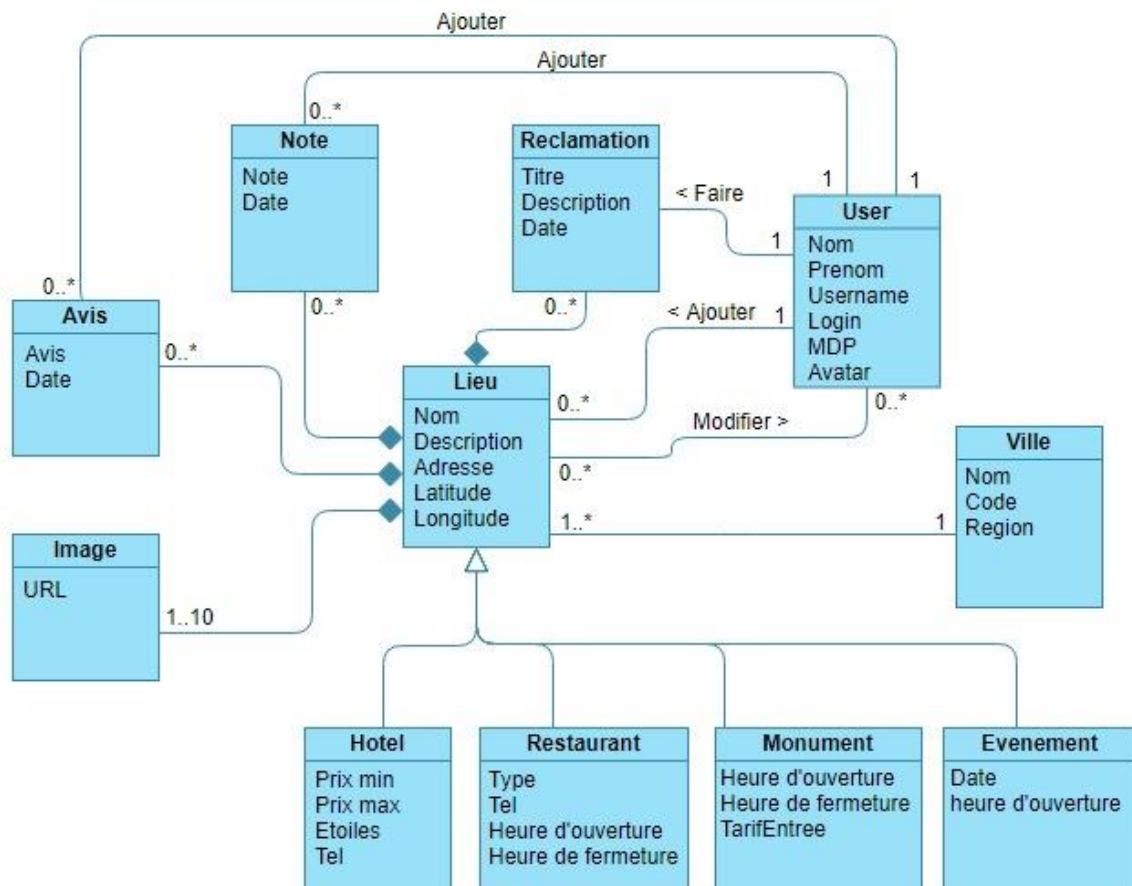 Ajouter
Ajouter
0..*
Note
Note
Date
0..*
Reclamation
Titre
Description
Date
0..*
< Faire
1
1
1
User
Nom
Prenom
Username
Login
MDP
Avatar
0..*
0..*
Avis
Avis
Date
0..*
< Ajouter
1
0..*
Modifier >
0..*
Lieu
Nom
Description
Adresse
Latitude
Longitude
1..*
1
Ville
Nom
Code
Region
Image
URL
1..10
Hotel
Prix min
Prix max
Etoiles
Tel
Restaurant
Type
Tel
Heure d'ouverture
Heure de fermeture
Monument
Heure d'ouverture
Heure de fermeture
TarifEntree
Evenement
Date
heure d'ouverture